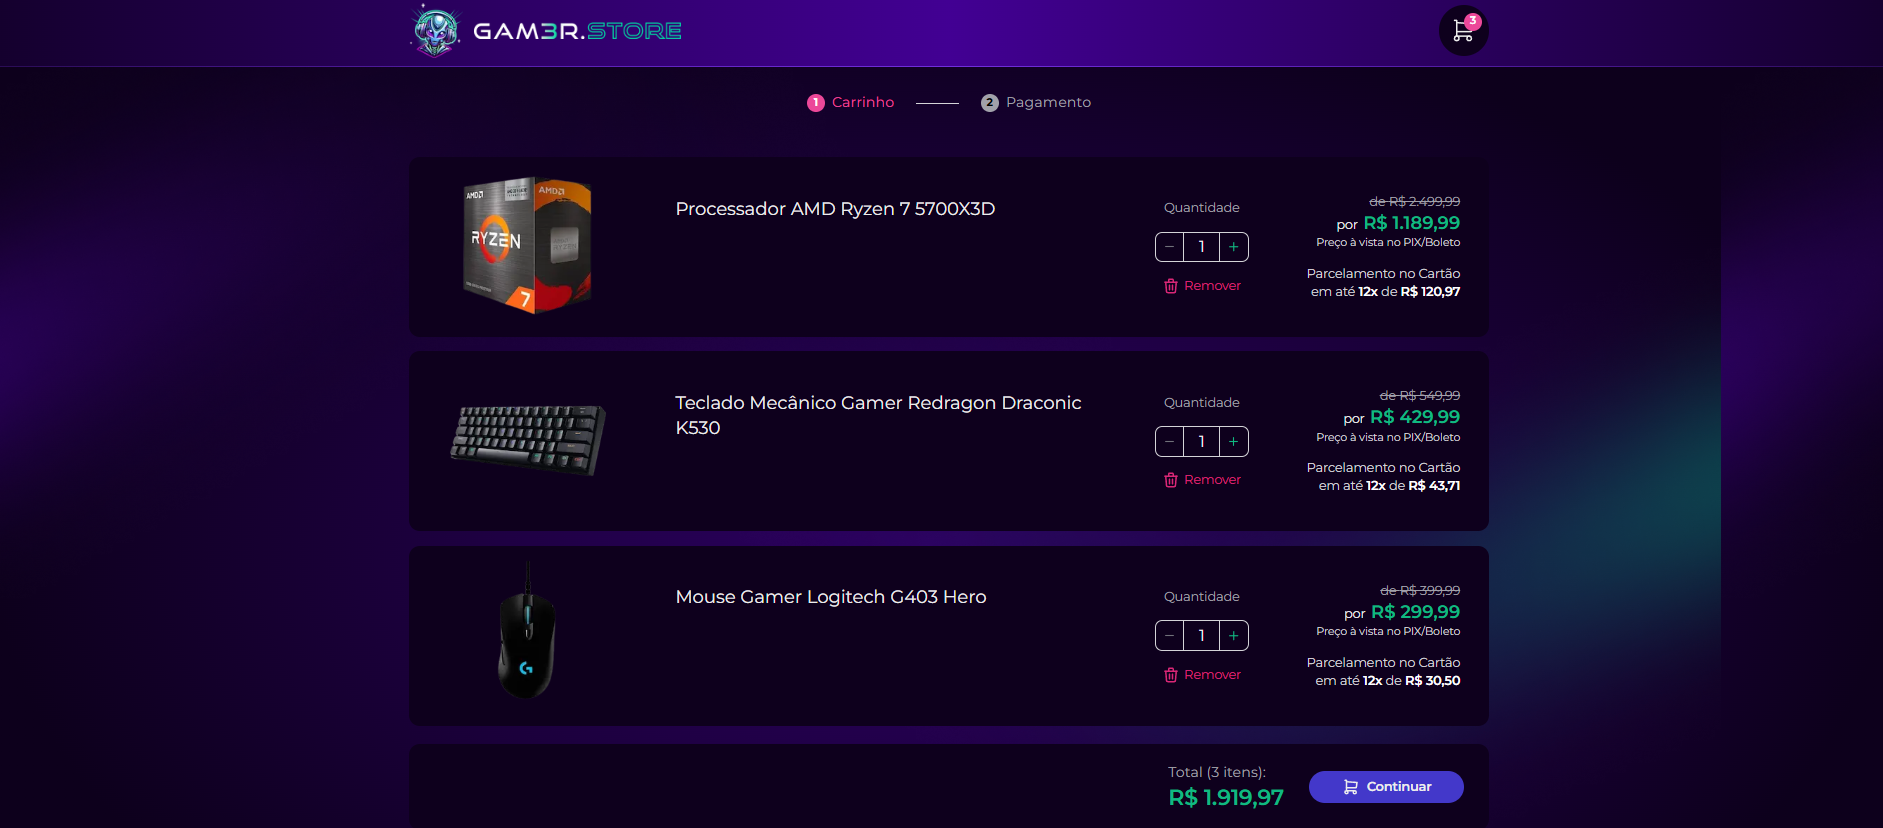 GAM3R.STORE
3
1 Carrinho
2 Pagamento
AMD
AMD
RYZEN
RYZEN
7
Processador AMD Ryzen 7 5700X3D
Quantidade
− 1 +
Remover
de R$ 2.499,99
por R$ 1.189,99
Preço à vista no PIX/Boleto
Parcelamento no Cartão
em até 12x de R$ 120,97
Teclado Mecânico Gamer Redragon Draconic
K530
Quantidade
− 1 +
Remover
de R$ 549,99
por R$ 429,99
Preço à vista no PIX/Boleto
Parcelamento no Cartão
em até 12x de R$ 43,71
Mouse Gamer Logitech G403 Hero
Quantidade
− 1 +
Remover
de R$ 399,99
por R$ 299,99
Preço à vista no PIX/Boleto
Parcelamento no Cartão
em até 12x de R$ 30,50
Total (3 itens):
R$ 1.919,97
Continuar